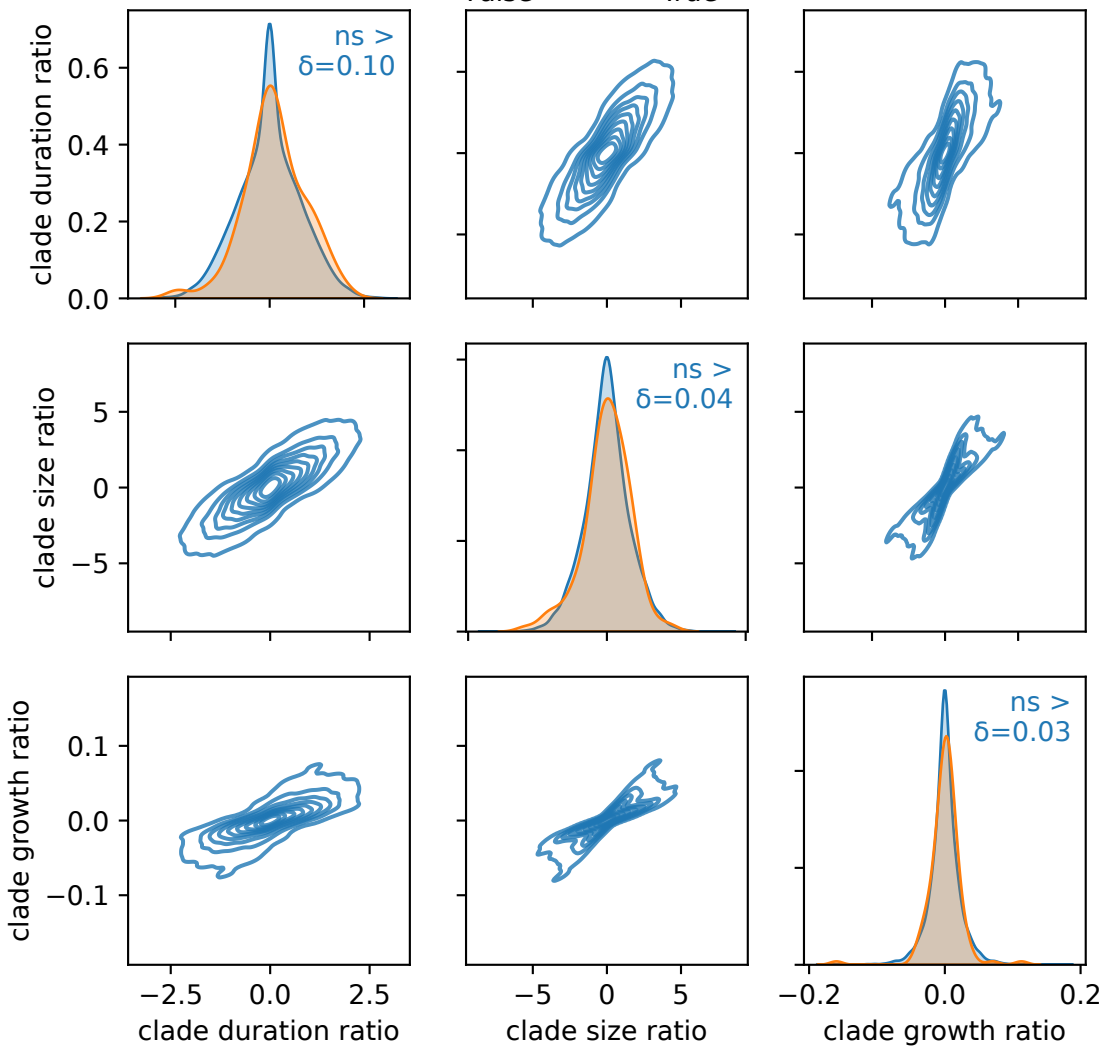 clade duration ratio
0.6
0.4
0.2
0.0
ns >
δ=0.10
clade size ratio
5
0
−5
ns >
δ=0.04
clade growth ratio
0.1
0.0
−0.1
ns >
δ=0.03
−2.5
0.0
2.5
−5
0
5
−0.2
0.0
0.2
clade duration ratio
clade size ratio
clade growth ratio